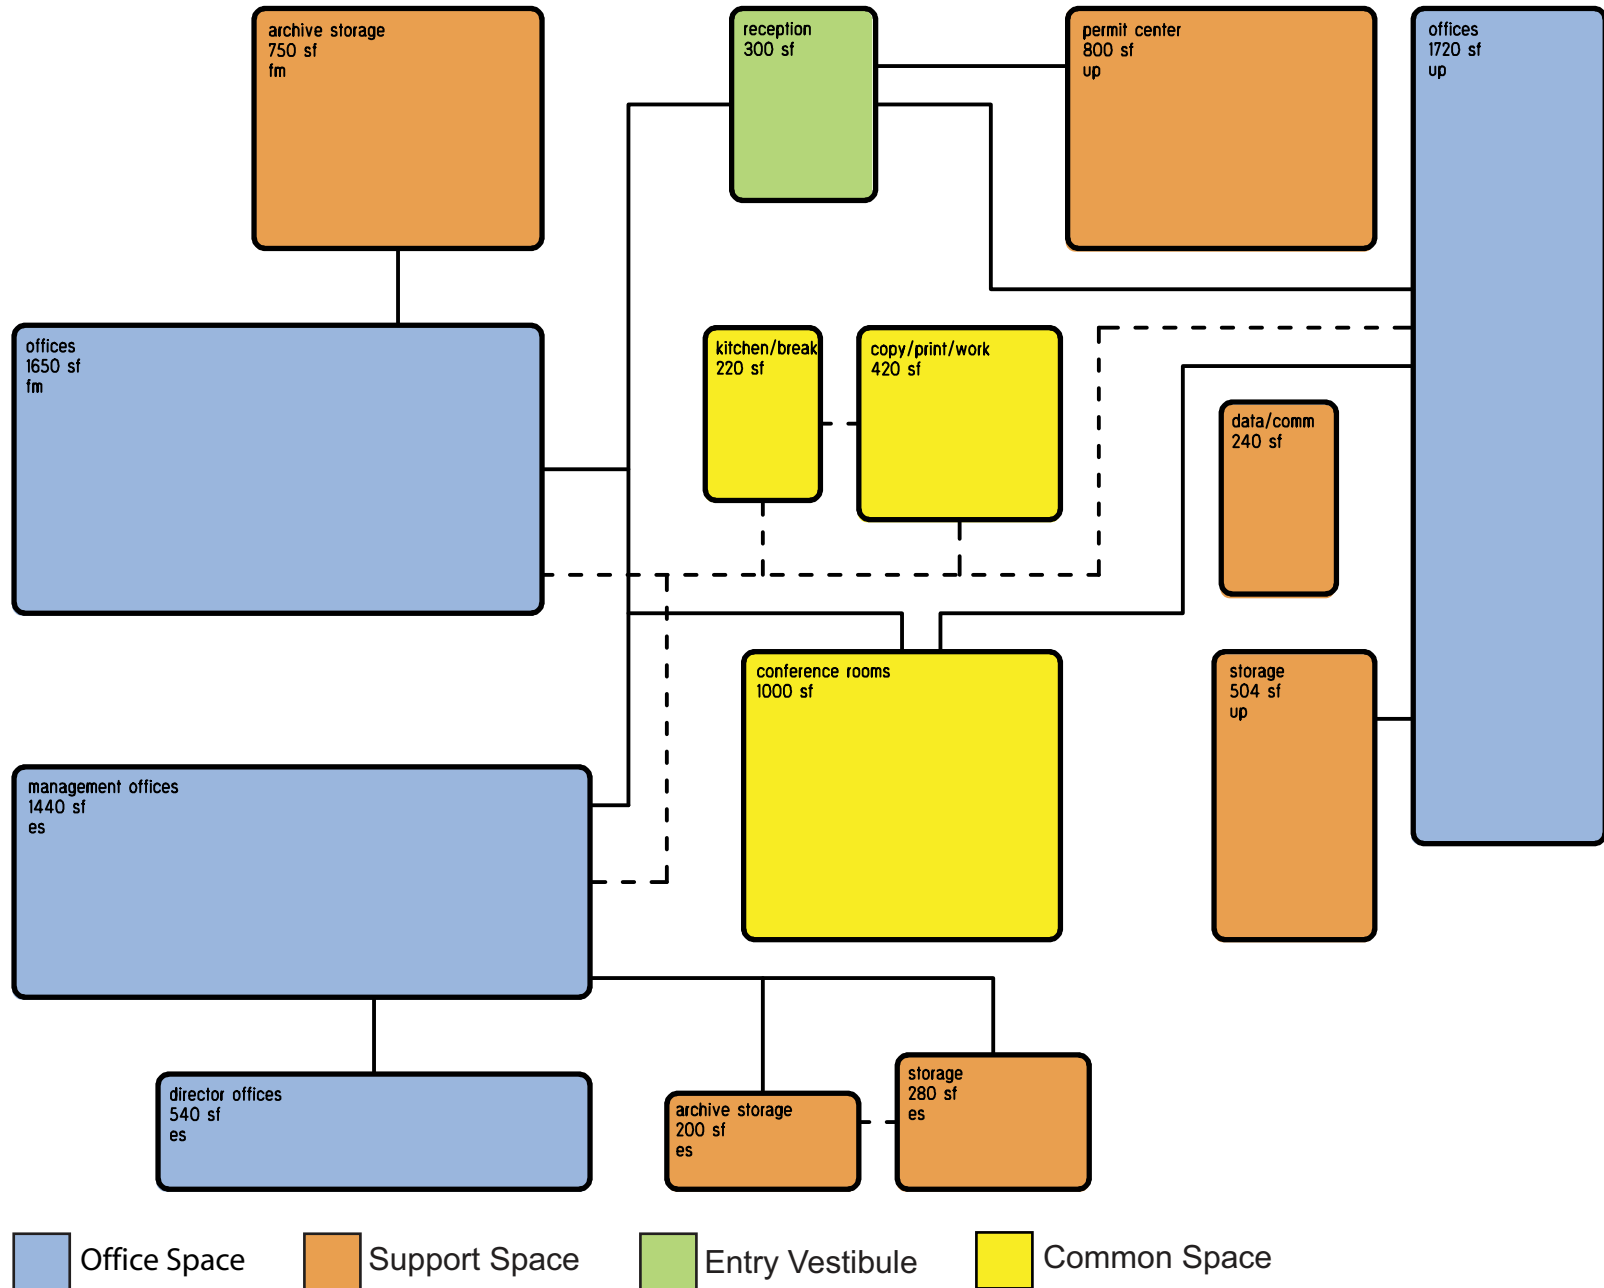 archive storage
750 sf
fm
reception
300 sf
permit center
800 sf
up
offices
1720 sf
up
offices
1650 sf
fm
kitchen/break
220 sf
copy/print/work
420 sf
data/comm
240 sf
conference rooms
1000 sf
storage
504 sf
up
management offices
1440 sf
es
director offices
540 sf
es
archive storage
200 sf
es
storage
280 sf
es
Office Space
Support Space
Entry Vestibule
Common Space